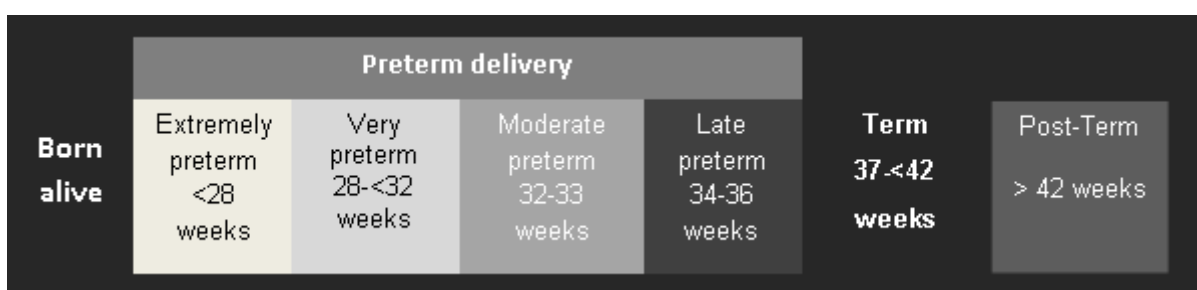 Preterm delivery
Born
alive
Extremely
preterm
<28
weeks
Very
preterm
28-<32
weeks
Moderate
preterm
32-33
weeks
Late
preterm
34-36
weeks
Term
37-<42
weeks
Post-Term
> 42 weeks